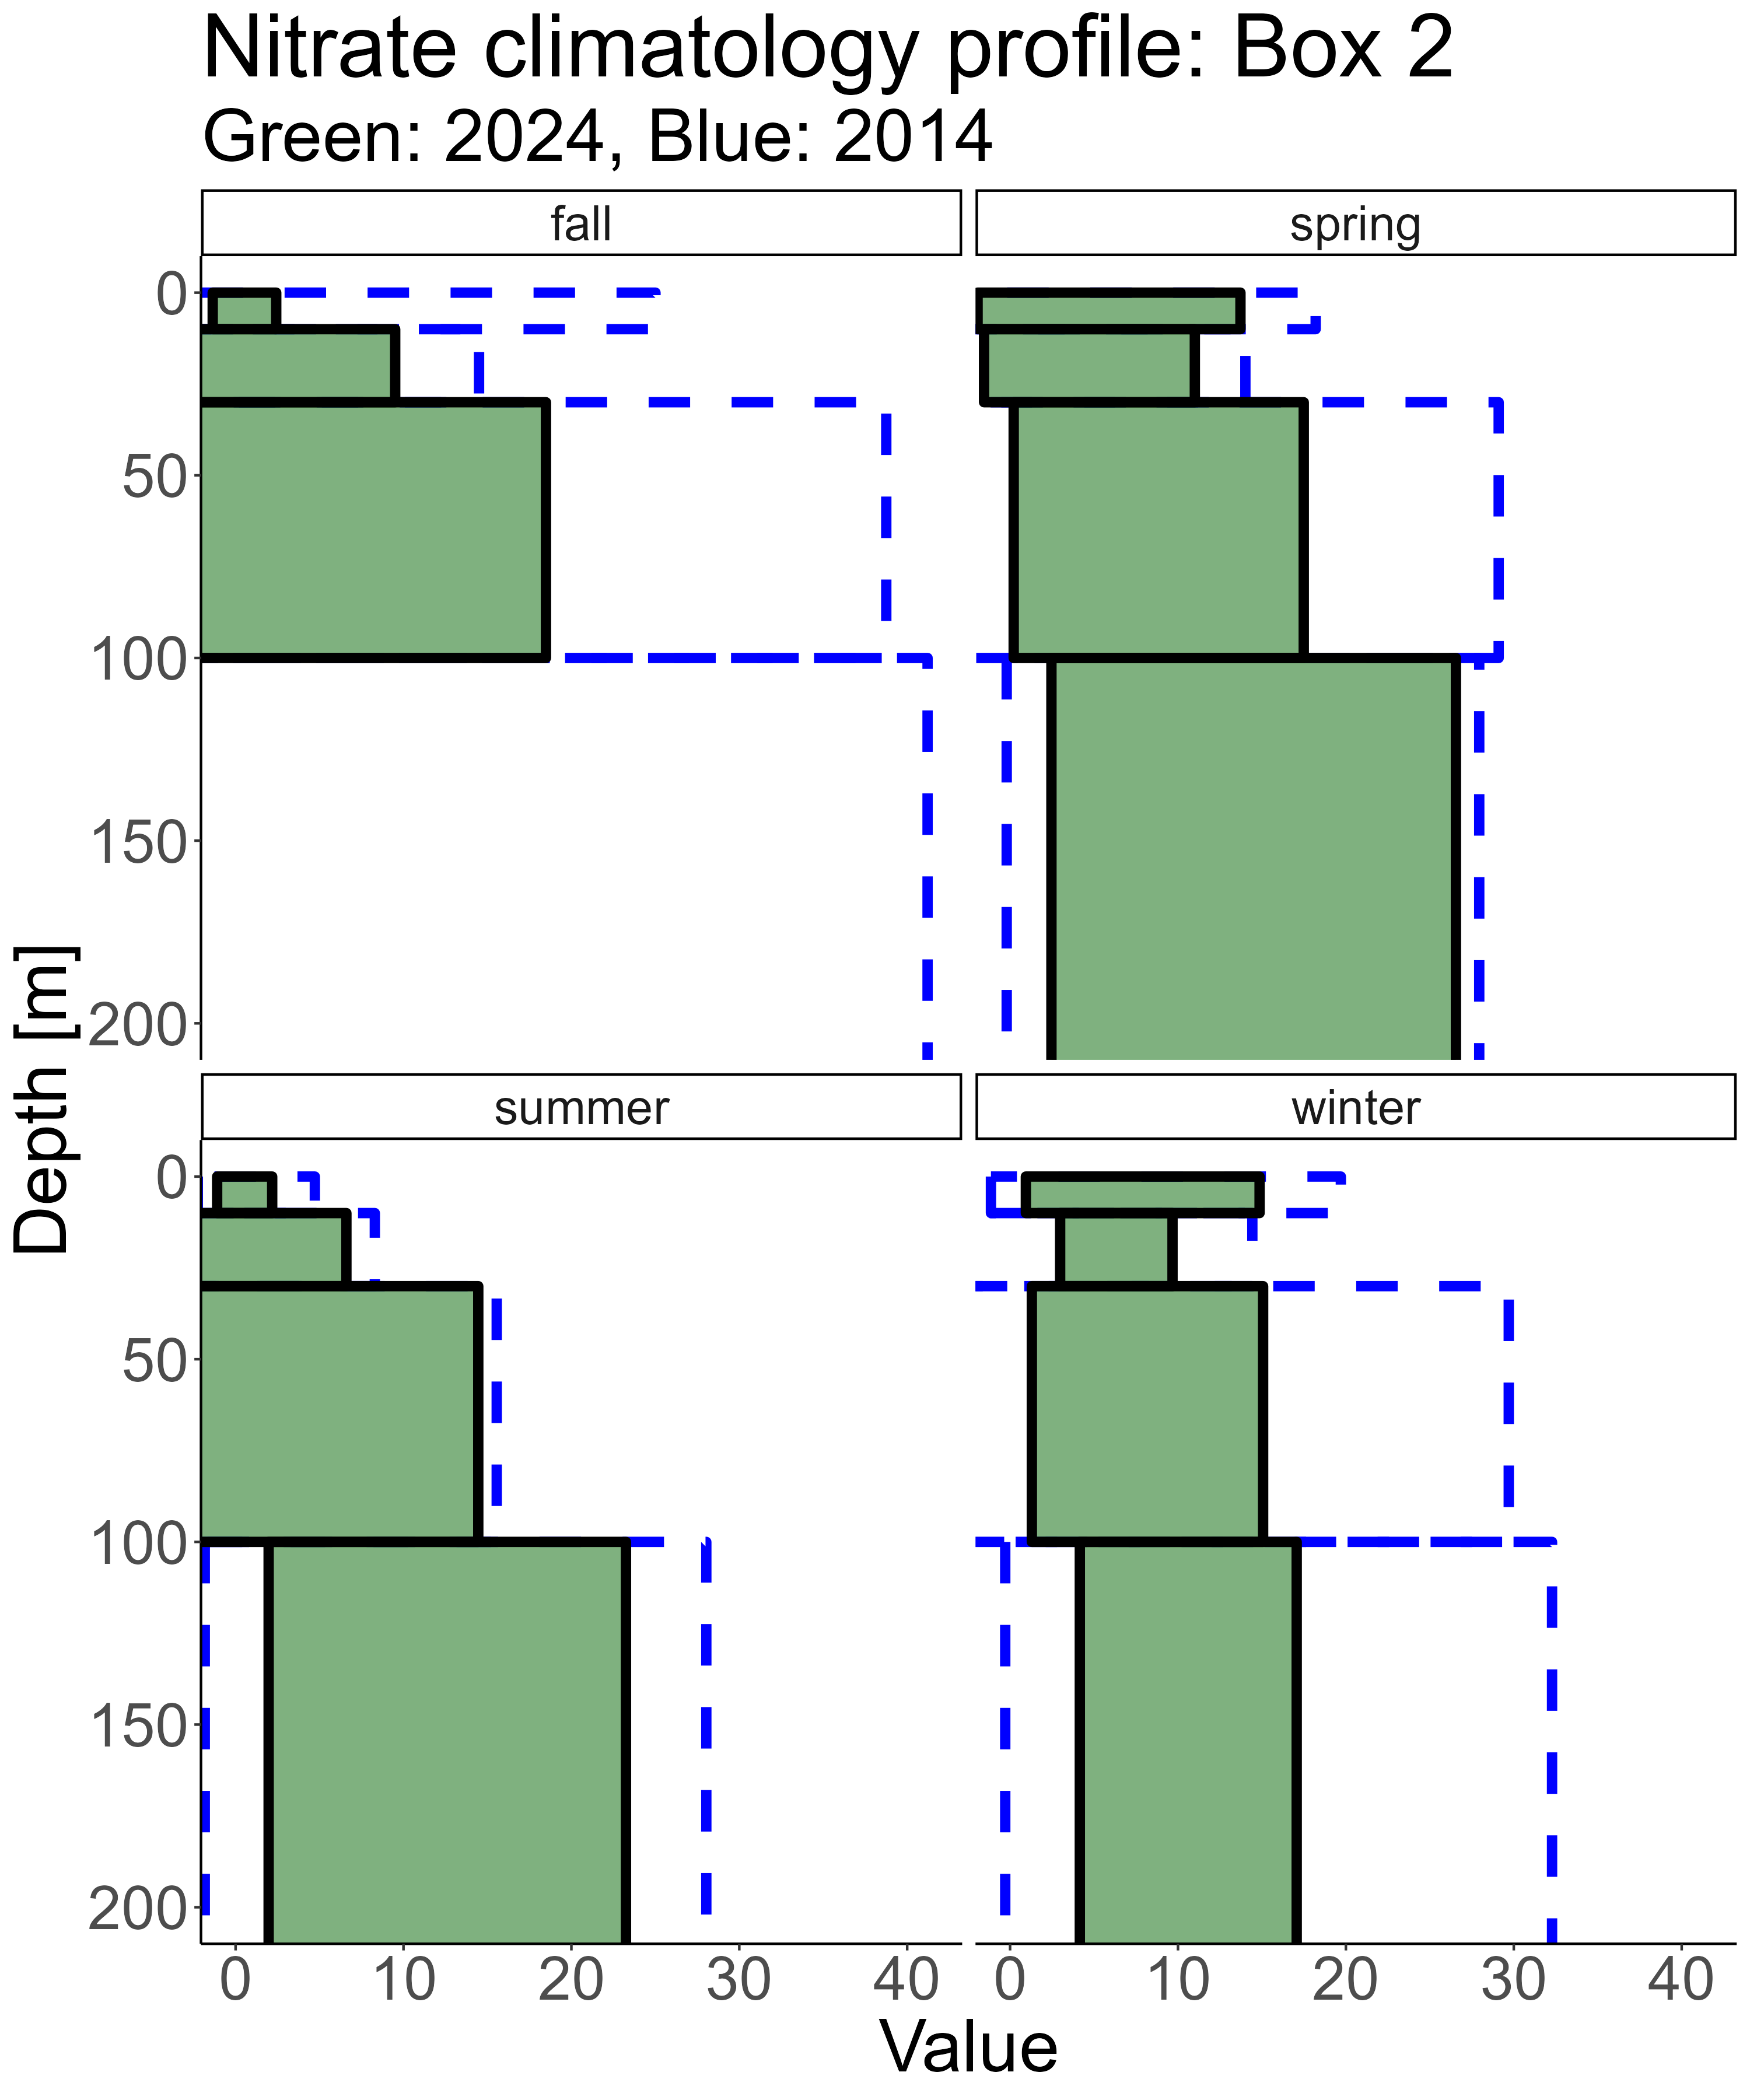 Nitrate climatology profile: Box 2
Green: 2024, Blue: 2014
fall
spring
0
50
100
150
200
summer
winter
0
50
100
150
200
0 10 20 30 40
0 10 20 30 40
Depth [m]
Value